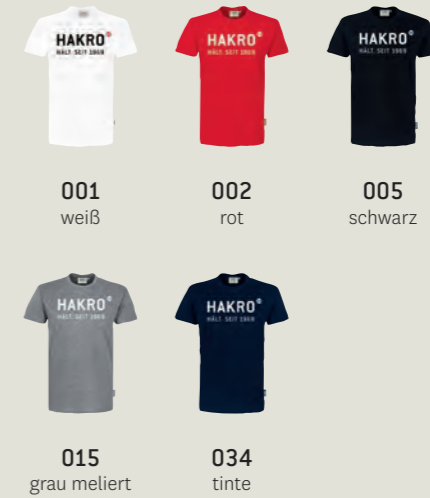 HAKRO®
HÄLT. SEIT 1969
HAKRO®
HÄLT. SEIT 1969
HAKRO®
HÄLT. SEIT 1969
001
weiß
002
rot
005
schwarz
HAKRO®
HÄLT. SEIT 1969
HAKRO®
HÄLT. SEIT 1969
015
grau meliert
034
tinte